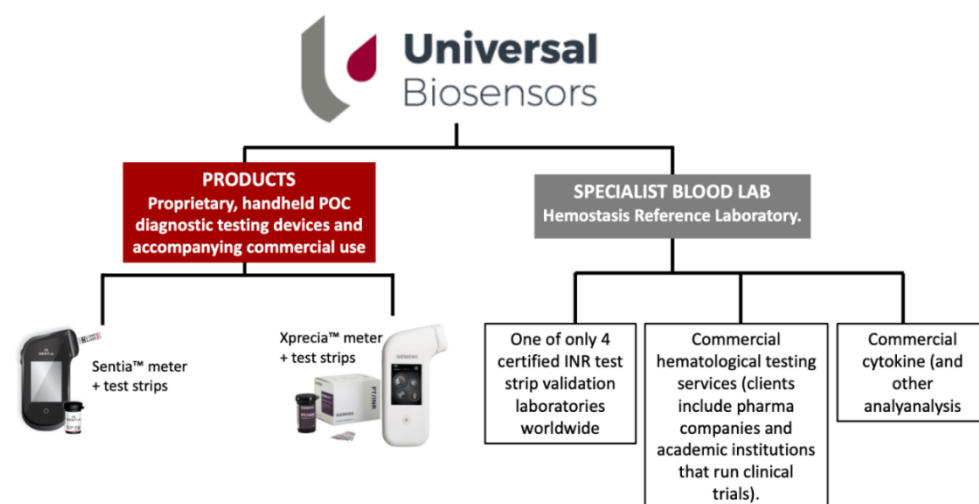 Universal
Biosensors
PRODUCTS
Proprietary, handheld POC
diagnostic testing devices and
accompanying commercial use
SPECIALIST BLOOD LAB
Hemostasis Reference Laboratory.
Sentia™ meter
+ test strips
Xprecia™ meter
+ test strips
SIEMENS
PT/INR
One of only 4
certified INR test
strip validation
laboratories
worldwide
Commercial
hematological testing
services (clients
include pharma
companies and
academic institutions
that run clinical
trials).
Commercial
cytokine (and
other
analyanalysis